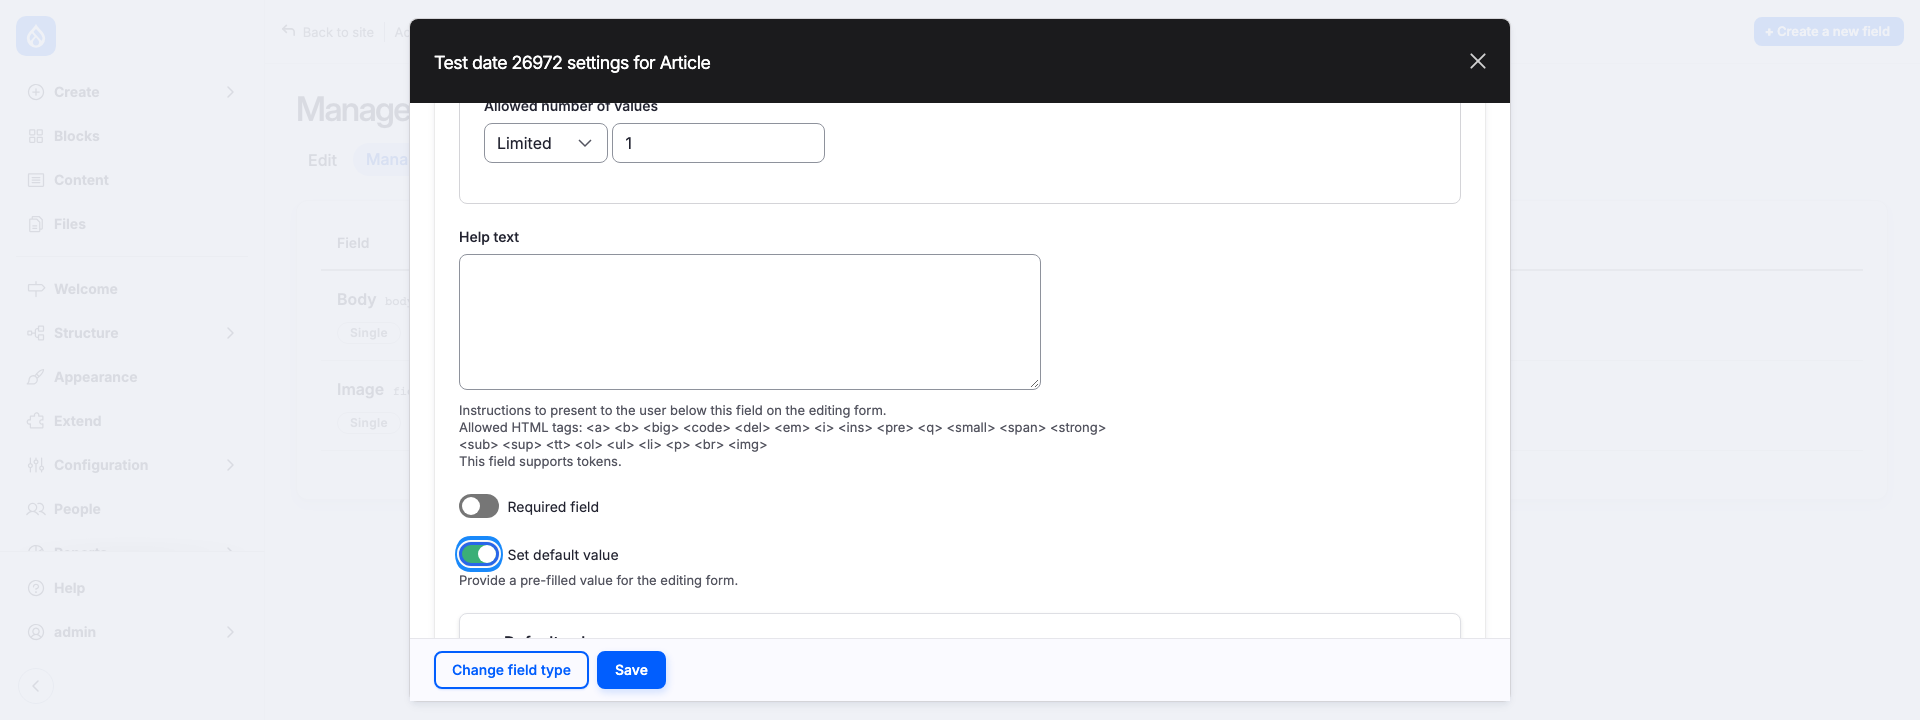 Test date 26972 settings for Article
Back to site
+ Create a new field
Create
Blocks
Content
Files
Welcome
Structure
Appearance
Extend
Configuration
People
Reports
Help
admin
Manage
Edit
Field
Body
Single
Image
Single
Allowed number of values
Limited
1
Help text
Instructions to present to the user below this field on the editing form.
Allowed HTML tags: <a> <b> <big> <code> <del> <em> <i> <ins> <pre> <q> <small> <span> <strong>
<sub> <sup> <tt> <ol> <ul> <li> <p> <br> <img>
This field supports tokens.
Required field
Set default value
Provide a pre-filled value for the editing form.
Change field type
Save